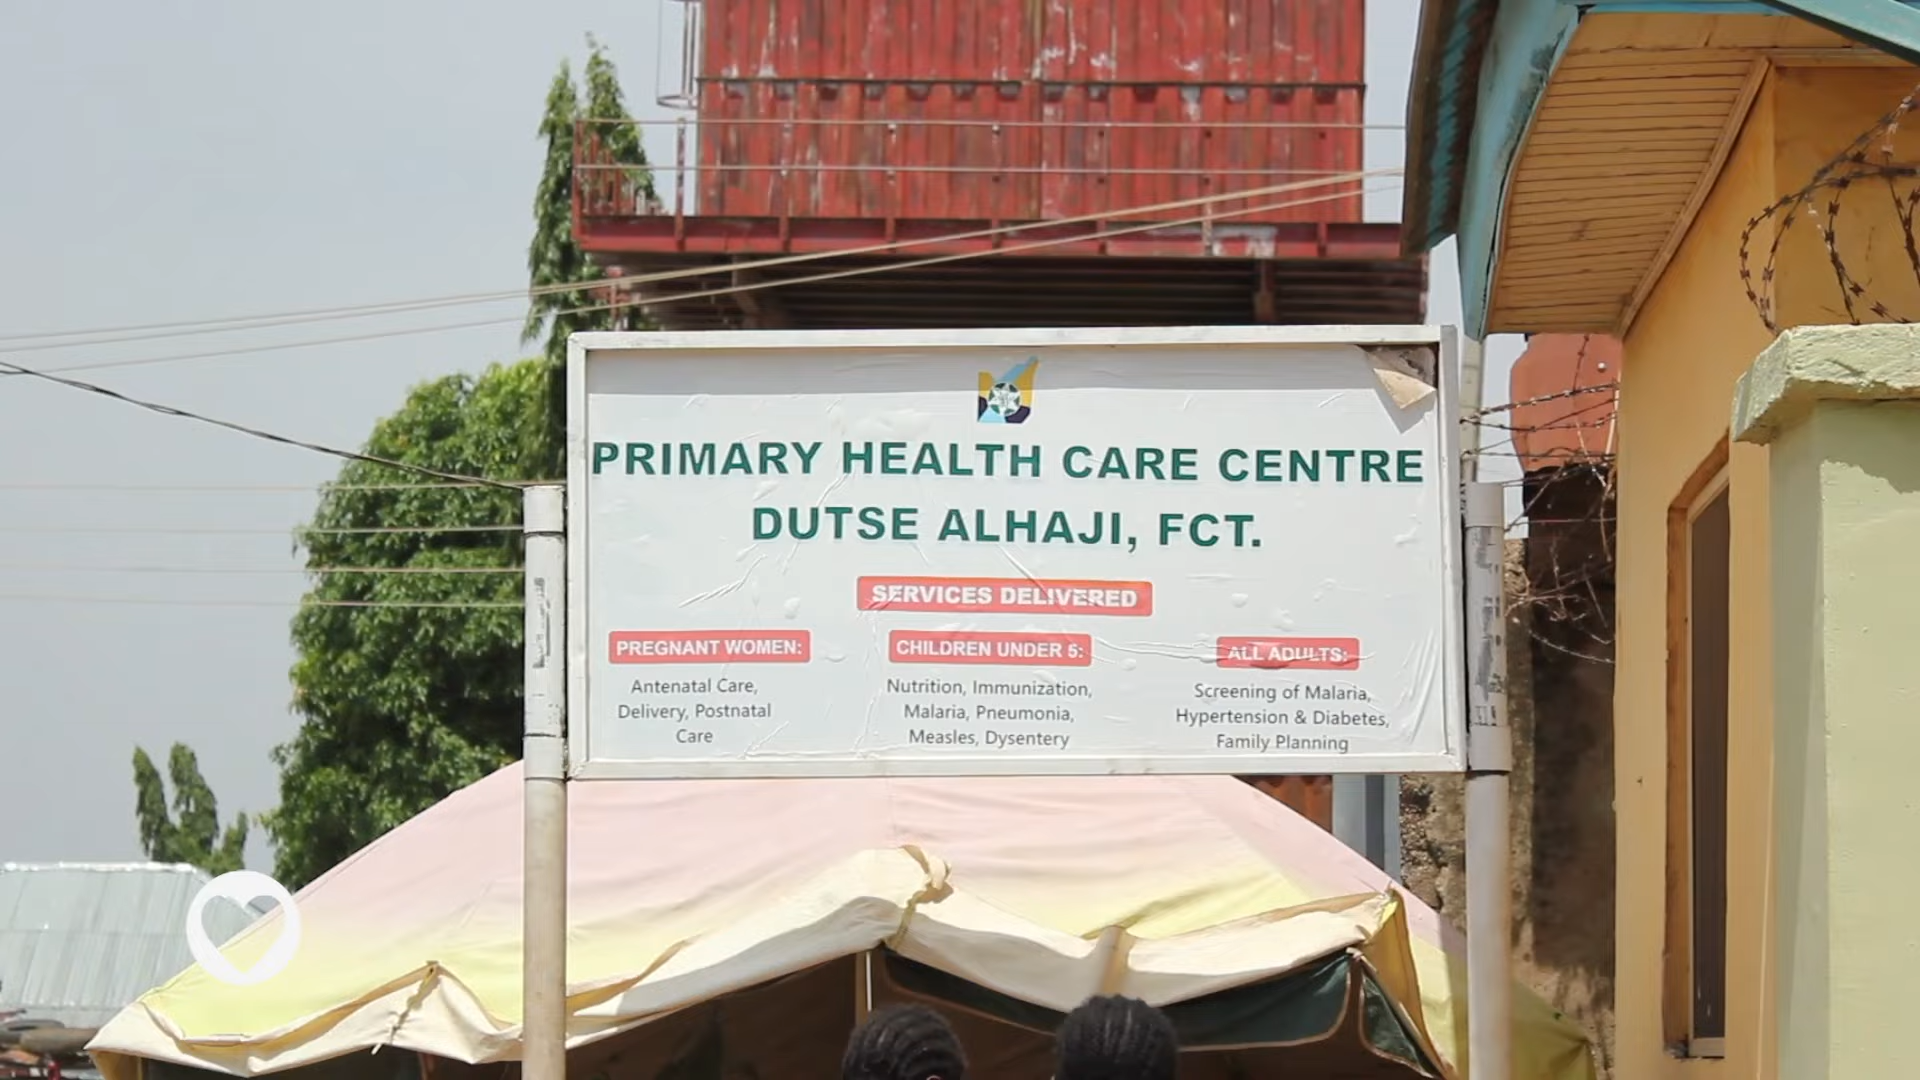 PRIMARY HEALTH CARE CENTRE
DUTSE ALHAJI, FCT.
SERVICES DELIVERED
PREGNANT WOMEN:
Antenatal Care,
Delivery, Postnatal
Care
CHILDREN UNDER 5:
Nutrition, Immunization,
Malaria, Pneumonia,
Measles, Dysentery
ALL ADULTS:
Screening of Malaria,
Hypertension & Diabetes,
Family Planning